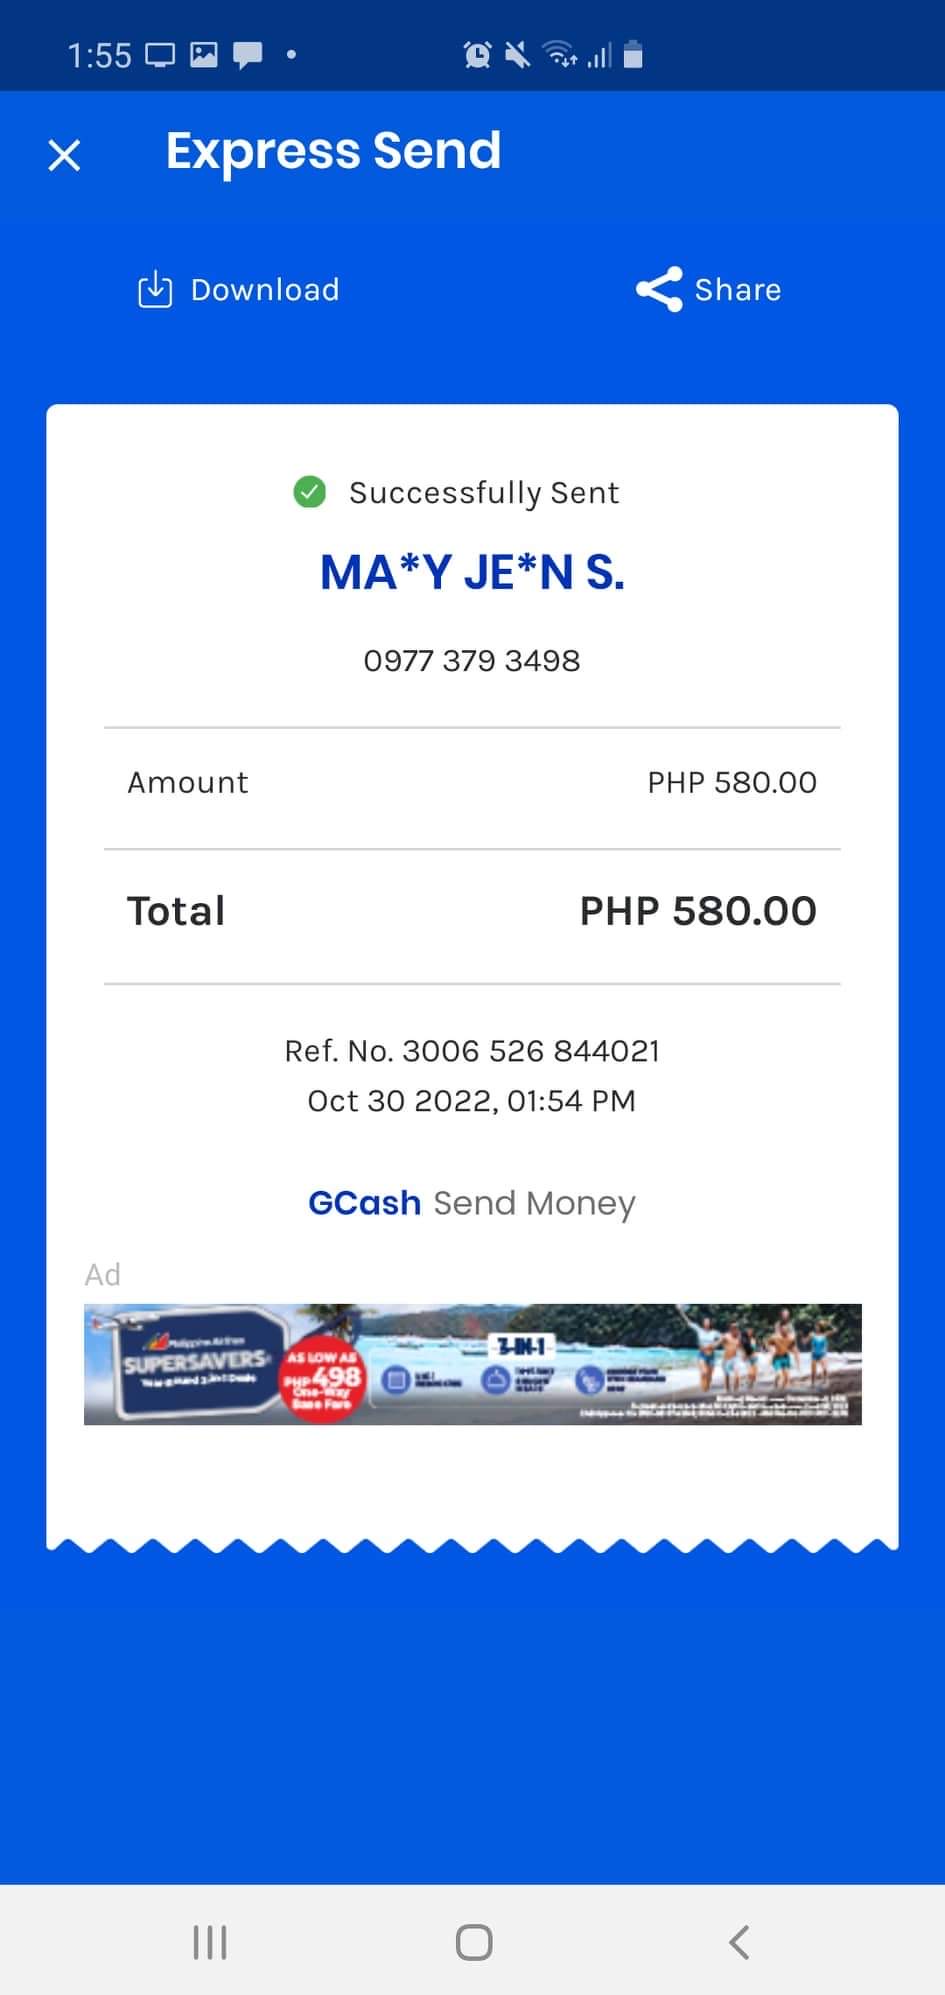 1:55
Express Send
Download
Share
Successfully Sent
MA*Y JE*N S.
0977 379 3498
Amount PHP 580.00
Total PHP 580.00
Ref. No. 3006 526 844021
Oct 30 2022, 01:54 PM
GCash Send Money
Ad
Philippine Airlines
SUPERSAVERS
AS LOW AS
PHP 498
One-Way
Base Fare
3-IN-1